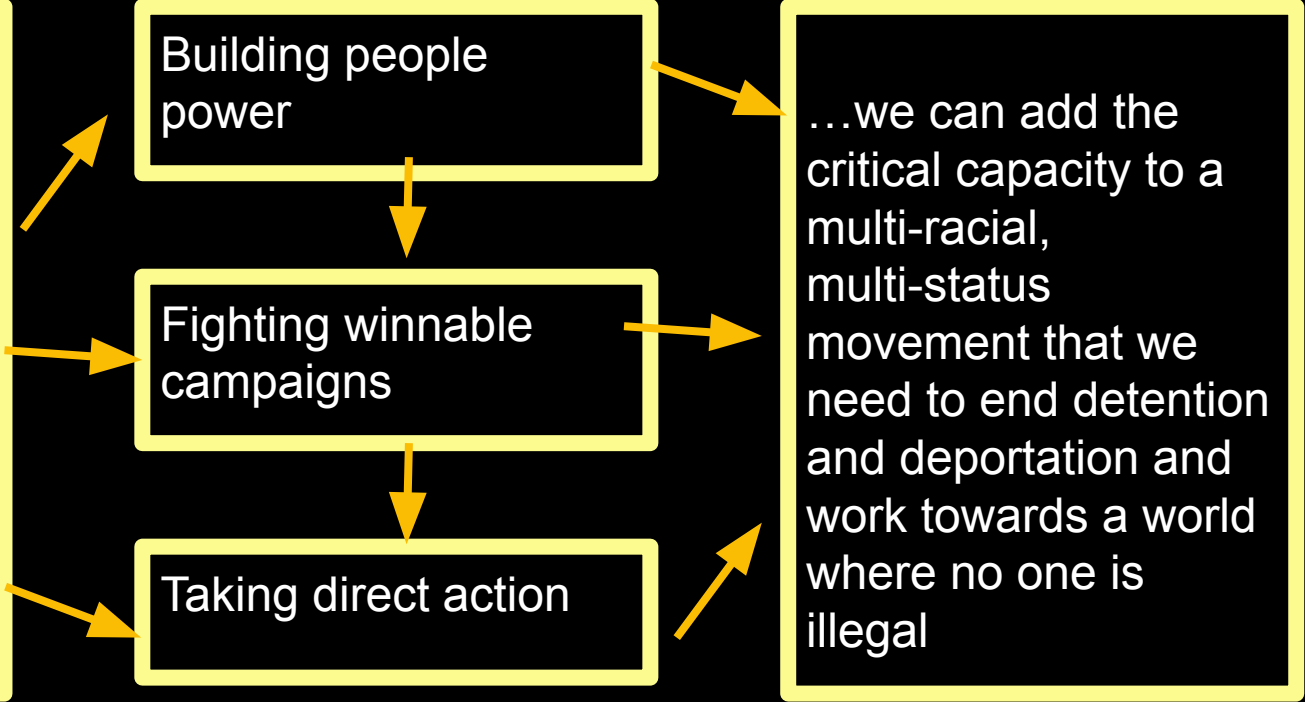 Building people
power
Fighting winnable
campaigns
Taking direct action
…we can add the
critical capacity to a
multi-racial,
multi-status
movement that we
need to end detention
and deportation and
work towards a world
where no one is
illegal